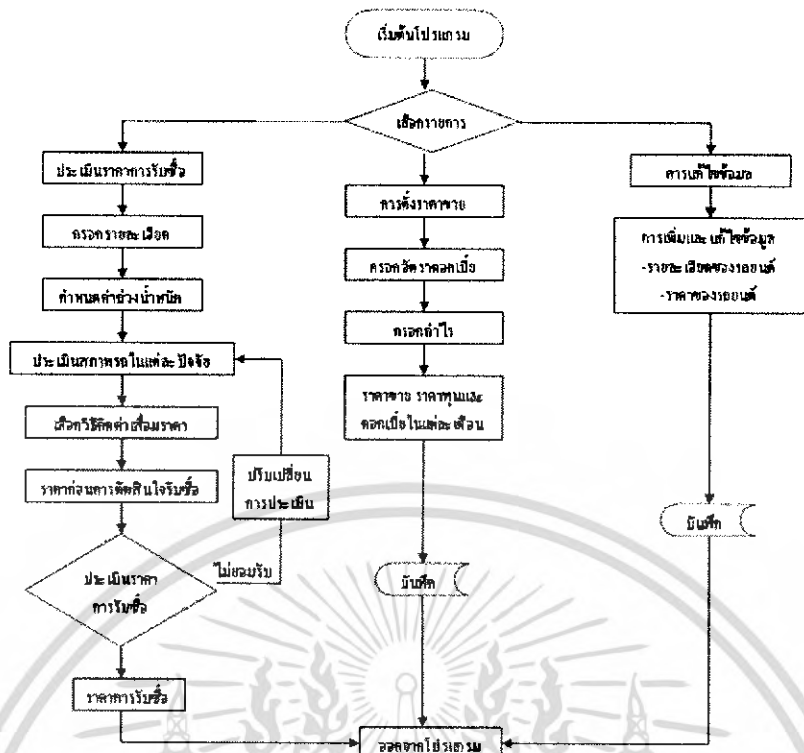 เริ่มต้นโปรแกรม
เลือกรายการ
ประเมินราคาการรับซื้อ
กรอกรายละเอียด
กำหนดค่าถ่วงน้ำหนัก
ประเมินสภาพรถในแต่ละปัจจัย
เลือกวิธีคิดค่าเสื่อมราคา
ราคาก่อนการตัดสินใจรับซื้อ
ประเมินราคา
การรับซื้อ
ไม่ยอมรับ
ปรับเปลี่ยน
การประเมิน
ราคาการรับซื้อ
การตั้งราคาขาย
กรอกอัตราดอกเบี้ย
กรอกกำไร
ราคาขาย ราคาทุนและ
ดอกเบี้ยในแต่ละเดือน
บันทึก
การแก้ไขข้อมูล
การเพิ่มและแก้ไขข้อมูล
-รายละเอียดของรถยนต์
-ราคาของรถยนต์
บันทึก
ออกจากโปรแกรม